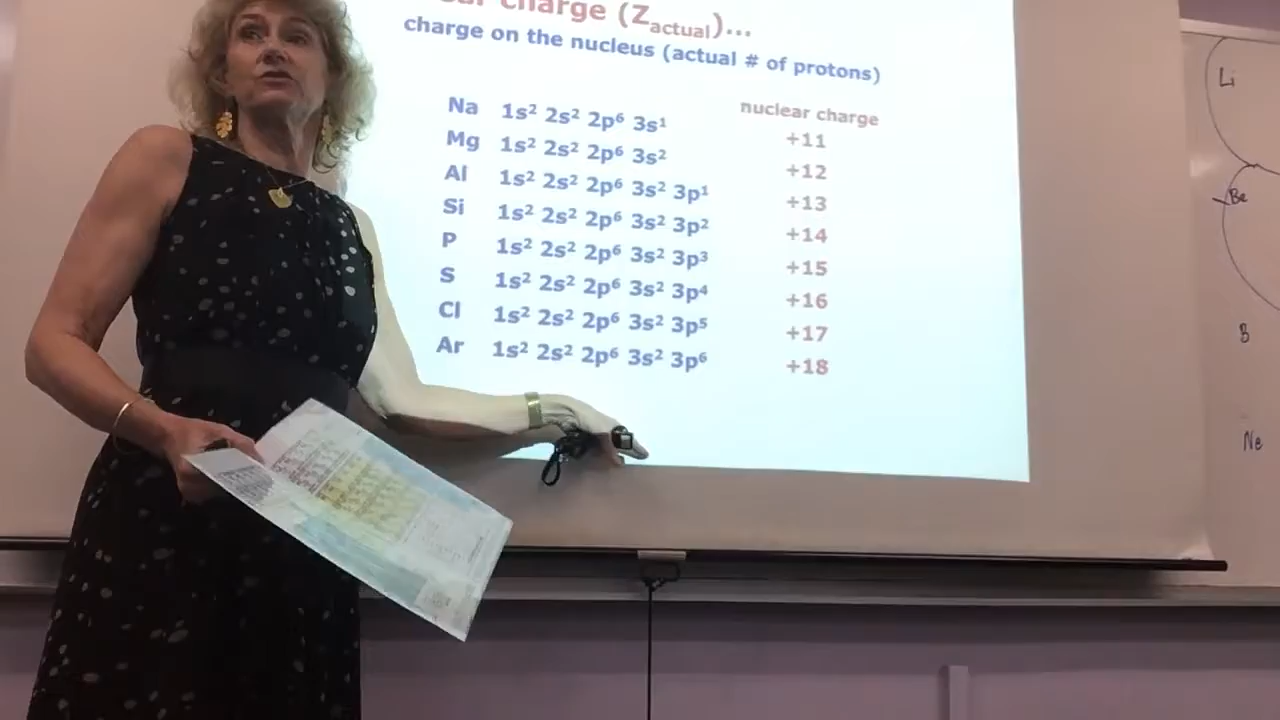 charge (Zactual)...
charge on the nucleus (actual # of protons)
nuclear charge
Na 1s² 2s² 2p⁶ 3s¹ +11
Mg 1s² 2s² 2p⁶ 3s² +12
Al 1s² 2s² 2p⁶ 3s² 3p¹ +13
Si 1s² 2s² 2p⁶ 3s² 3p² +14
P 1s² 2s² 2p⁶ 3s² 3p³ +15
S 1s² 2s² 2p⁶ 3s² 3p⁴ +16
Cl 1s² 2s² 2p⁶ 3s² 3p⁵ +17
Ar 1s² 2s² 2p⁶ 3s² 3p⁶ +18
Li
Be
B
Ne